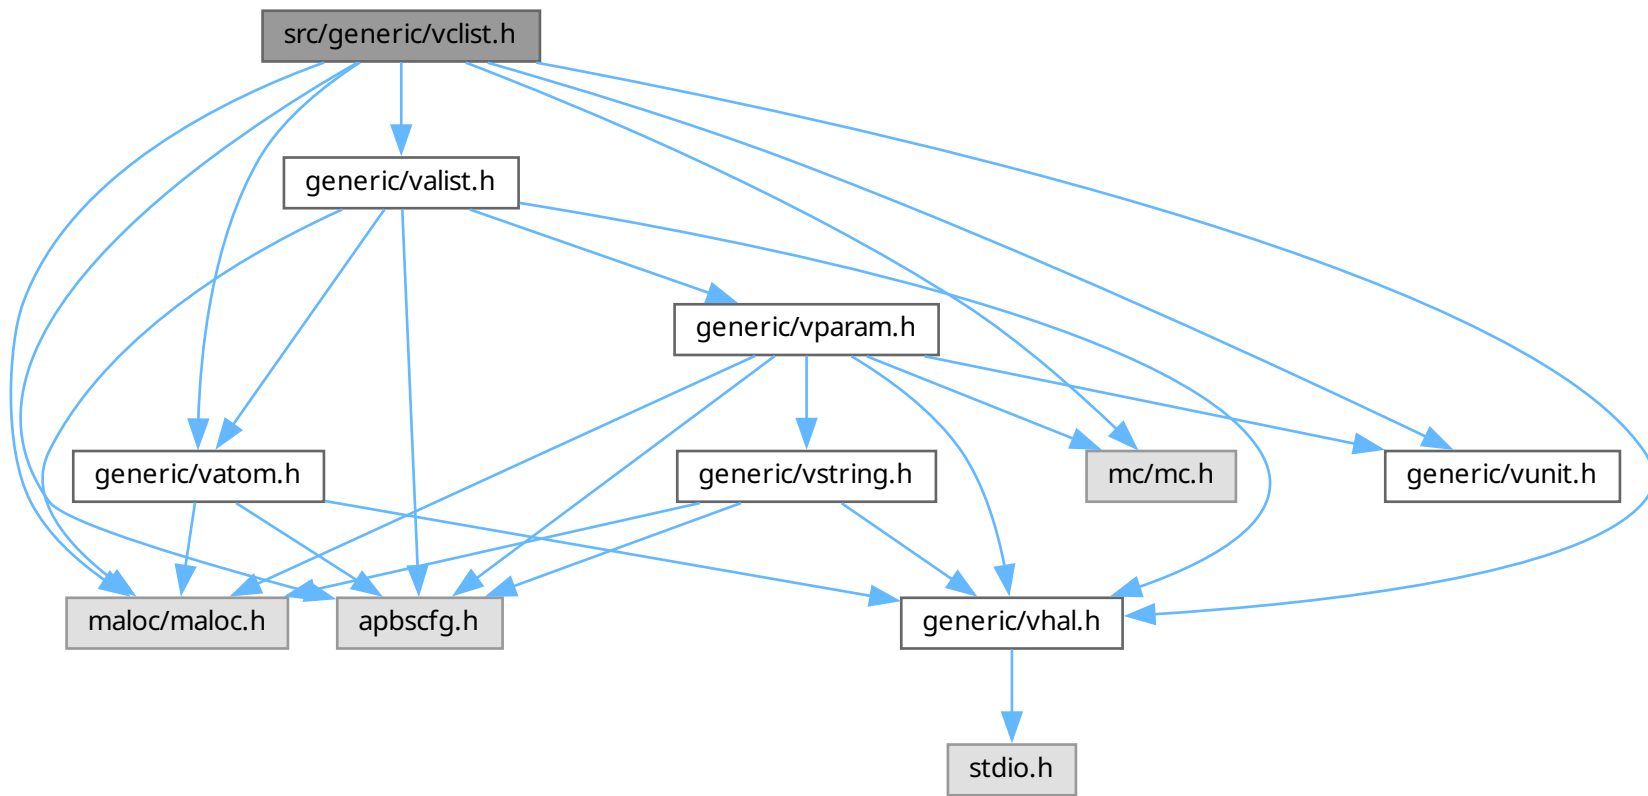 src/generic/vclist.h
generic/valist.h
generic/vparam.h
generic/vatom.h
generic/vstring.h
mc/mc.h
generic/vunit.h
maloc/maloc.h
apbscfg.h
generic/vhal.h
stdio.h